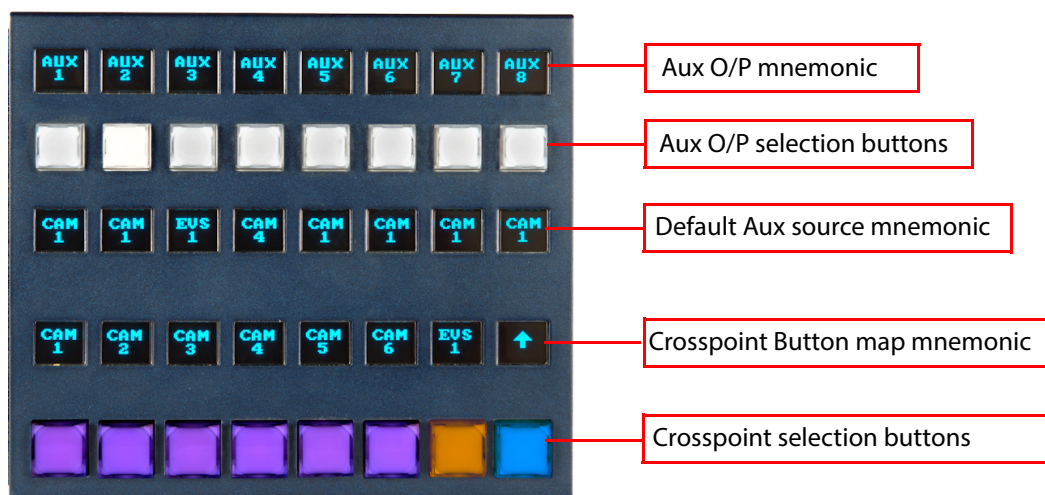 AUX 1 AUX 2 AUX 3 AUX 4 AUX 5 AUX 6 AUX 7 AUX 8
Aux O/P mnemonic
Aux O/P selection buttons
CAM 1 CAM 1 EVS 1 CAM 4 CAM 1 CAM 1 CAM 1 CAM 1
Default Aux source mnemonic
CAM 1 CAM 2 CAM 3 CAM 4 CAM 5 CAM 6 EVS 1
Crosspoint Button map mnemonic
Crosspoint selection buttons